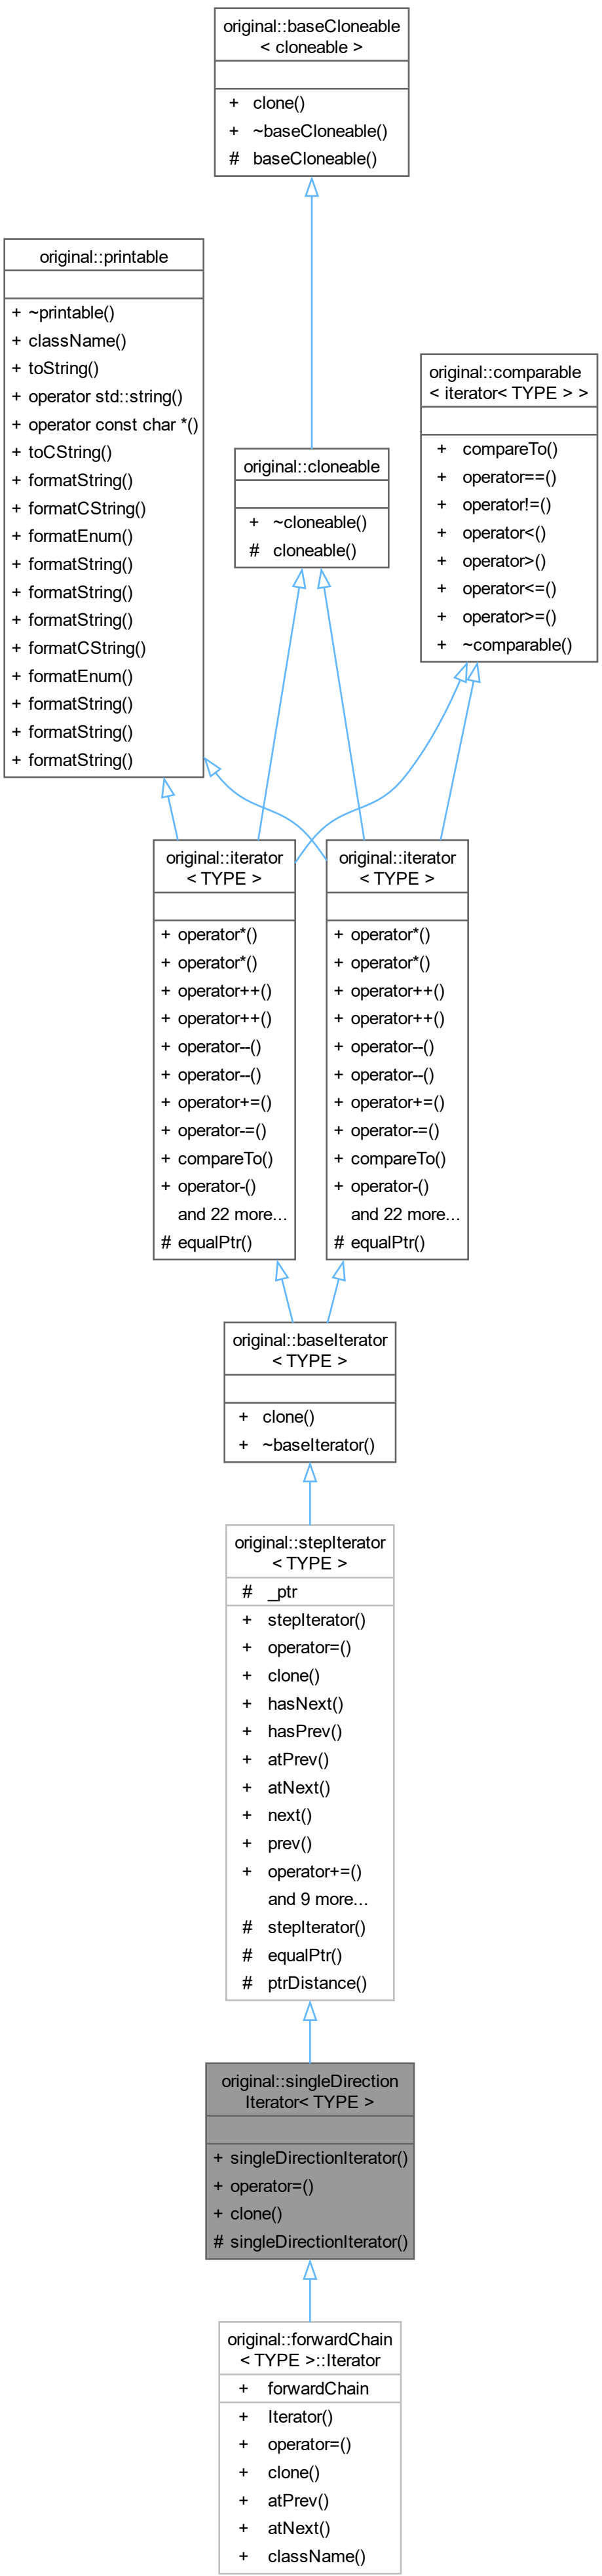 original::baseCloneable
< cloneable >
+ clone()
+ ~baseCloneable()
# baseCloneable()
original::printable
+ ~printable()
+ className()
+ toString()
+ operator std::string()
+ operator const char *()
+ toCString()
+ formatString()
+ formatCString()
+ formatEnum()
+ formatString()
+ formatString()
+ formatString()
+ formatCString()
+ formatEnum()
+ formatString()
+ formatString()
+ formatString()
original::cloneable
+ ~cloneable()
# cloneable()
original::comparable
< iterator< TYPE > >
+ compareTo()
+ operator==()
+ operator!=()
+ operator<()
+ operator>()
+ operator<=()
+ operator>=()
+ ~comparable()
original::iterator
< TYPE >
+ operator*()
+ operator*()
+ operator++()
+ operator++()
+ operator--()
+ operator--()
+ operator+=()
+ operator-=()
+ compareTo()
+ operator-()
and 22 more...
# equalPtr()
original::iterator
< TYPE >
+ operator*()
+ operator*()
+ operator++()
+ operator++()
+ operator--()
+ operator--()
+ operator+=()
+ operator-=()
+ compareTo()
+ operator-()
and 22 more...
# equalPtr()
original::baseIterator
< TYPE >
+ clone()
+ ~baseIterator()
original::stepIterator
< TYPE >
# _ptr
+ stepIterator()
+ operator=()
+ clone()
+ hasNext()
+ hasPrev()
+ atPrev()
+ atNext()
+ next()
+ prev()
+ operator+=()
and 9 more...
# stepIterator()
# equalPtr()
# ptrDistance()
original::singleDirection
Iterator< TYPE >
+ singleDirectionIterator()
+ operator=()
+ clone()
# singleDirectionIterator()
original::forwardChain
< TYPE >::Iterator
+ forwardChain
+ Iterator()
+ operator=()
+ clone()
+ atPrev()
+ atNext()
+ className()